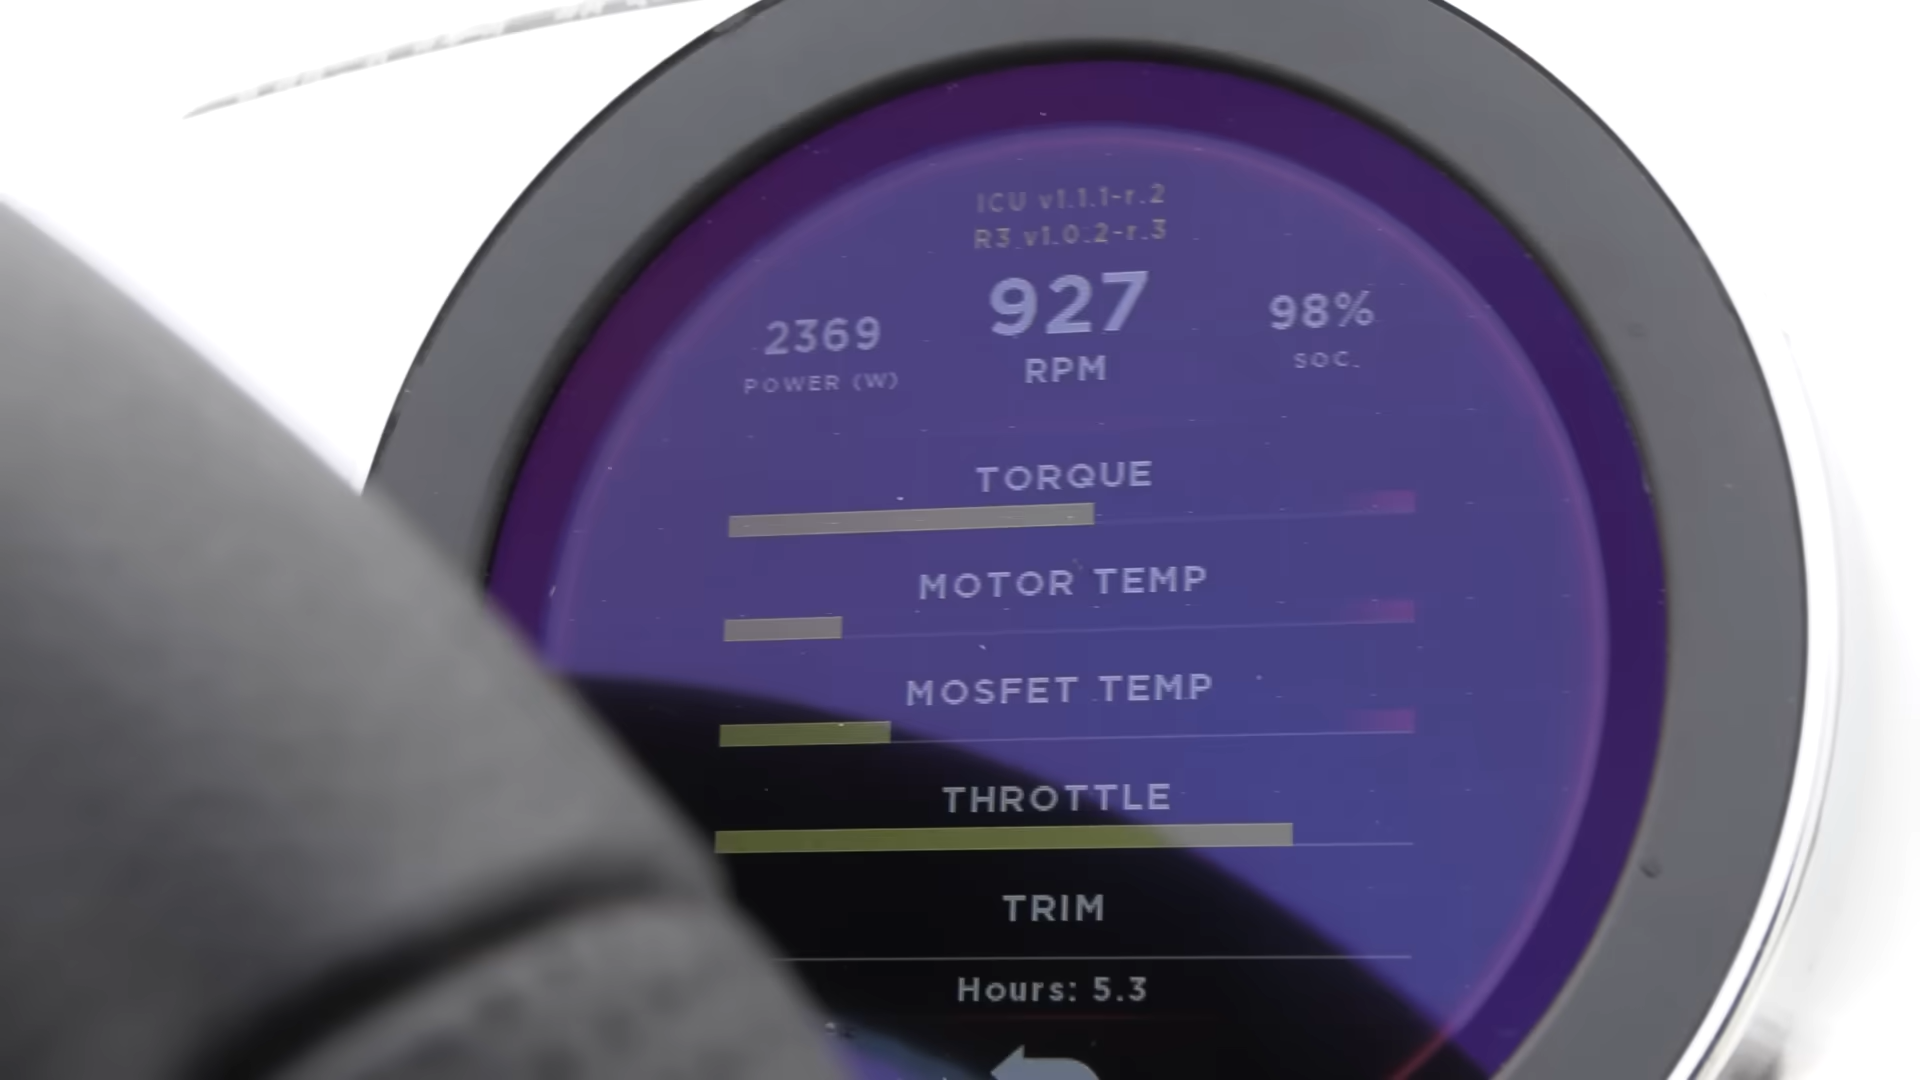 ICU v1.1.1-r.2
R3 v1.0.2-r.3
927
RPM
2369
POWER (W)
98%
SOC.
TORQUE
MOTOR TEMP
MOSFET TEMP
THROTTLE
TRIM
Hours: 5.3